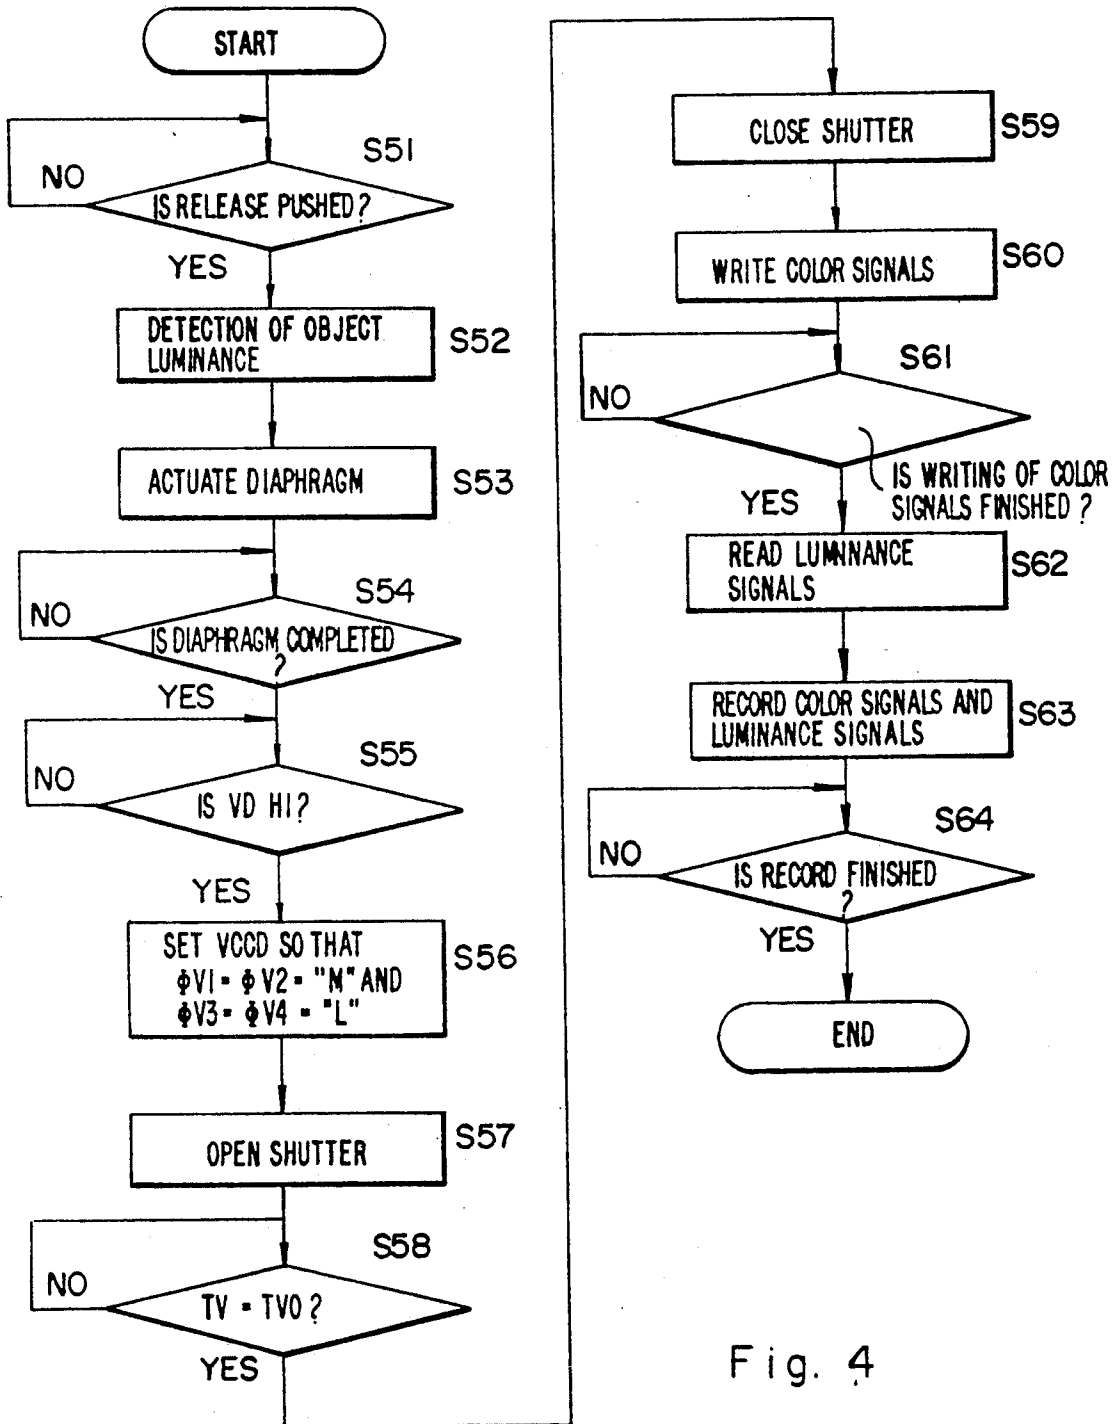 START
S51
NO
IS RELEASE PUSHED?
YES
DETECTION OF OBJECT
LUMINANCE
S52
ACTUATE DIAPHRAGM
S53
S54
NO
IS DIAPHRAGM COMPLETED
?
YES
S55
NO
IS VD HI?
YES
SET VCCD SO THAT
ΦV1 = ΦV2 = "M" AND
ΦV3 = ΦV4 = "L"
S56
OPEN SHUTTER
S57
S58
NO
TV = TVO?
YES
CLOSE SHUTTER
S59
WRITE COLOR SIGNALS
S60
S61
NO
IS WRITING OF COLOR
SIGNALS FINISHED ?
YES
READ LUMINANCE
SIGNALS
S62
RECORD COLOR SIGNALS AND
LUMINANCE SIGNALS
S63
S64
NO
IS RECORD FINISHED
?
YES
END
Fig. 4